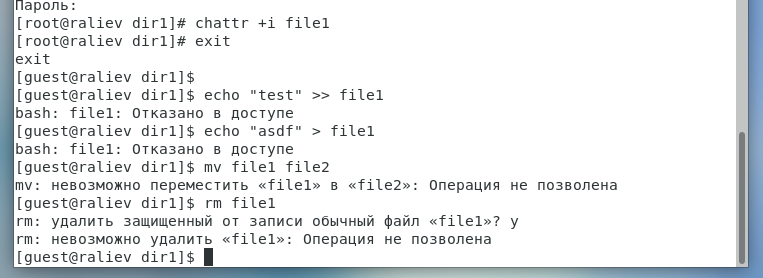 Пароль:
[root@raliev dir1]# chattr +i file1
[root@raliev dir1]# exit
exit
[guest@raliev dir1]$
[guest@raliev dir1]$ echo "test" >> file1
bash: file1: Отказано в доступе
[guest@raliev dir1]$ echo "asdf" > file1
bash: file1: Отказано в доступе
[guest@raliev dir1]$ mv file1 file2
mv: невозможно переместить «file1» в «file2»: Операция не позволена
[guest@raliev dir1]$ rm file1
rm: удалить защищенный от записи обычный файл «file1»? y
rm: невозможно удалить «file1»: Операция не позволена
[guest@raliev dir1]$